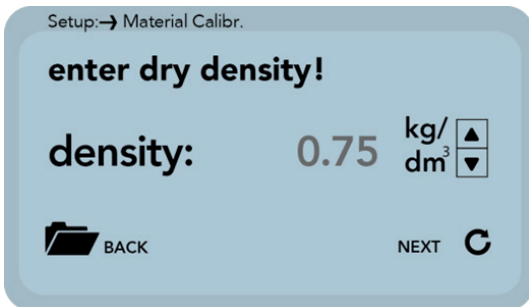 Setup:→ Material Calibr.
enter dry density!
density: 0.75 kg/dm³
BACK NEXT